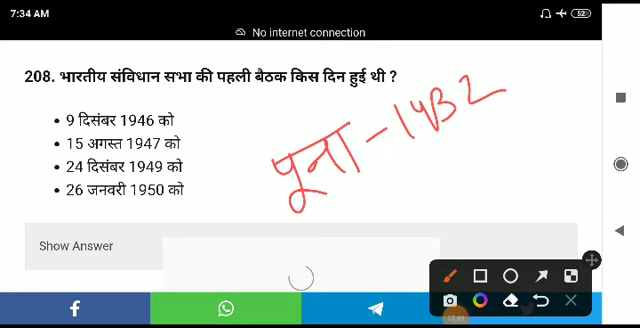 7:34 AM
52
No internet connection
208. भारतीय संविधान सभा की पहली बैठक किस दिन हुई थी ?
• 9 दिसंबर 1946 को
• 15 अगस्त 1947 को
• 24 दिसंबर 1949 को
• 26 जनवरी 1950 को
पूना -
Show Answer